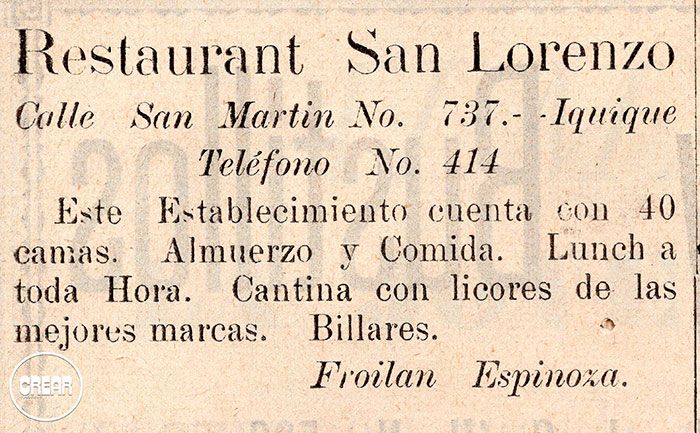 Restaurant San Lorenzo
Calle San Martin No. 737.- -Iquique
Teléfono No. 414
Este Establecimiento cuenta con 40
camas. Almuerzo y Comida. Lunch a
toda Hora. Cantina con licores de las
mejores marcas. Billares.
Froilan Espinoza.
CREAR